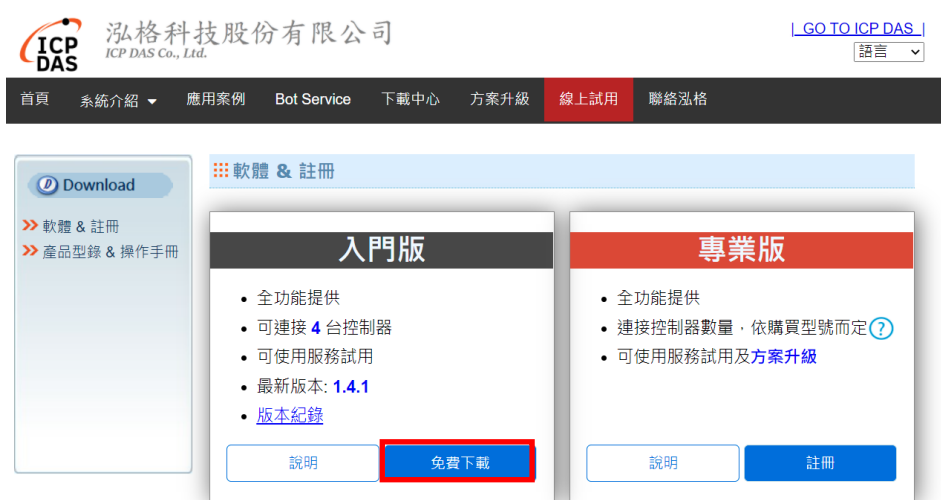 ICP DAS
泓格科技股份有限公司
ICP DAS Co., Ltd.
| GO TO ICP DAS |
語言
首頁 系統介紹 應用案例 Bot Service 下載中心 方案升級 線上試用 聯絡泓格
Download
軟體 & 註冊
產品型錄 & 操作手冊
軟體 & 註冊
入門版
全功能提供
可連接 4 台控制器
可使用服務試用
最新版本: 1.4.1
版本紀錄
說明 免費下載
專業版
全功能提供
連接控制器數量，依購買型號而定 ?
可使用服務試用及方案升級
說明 註冊